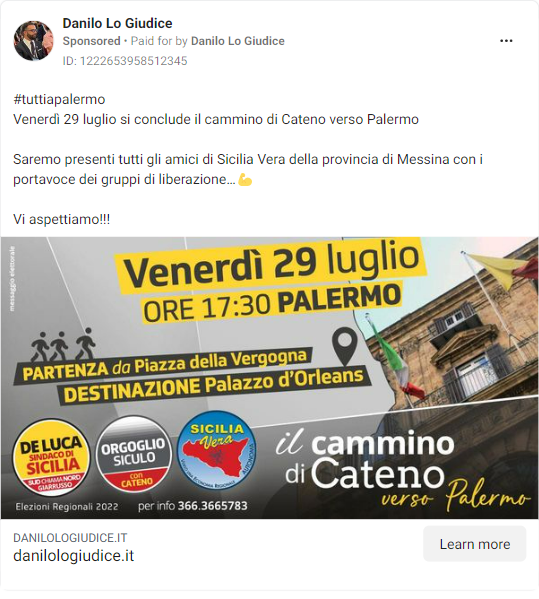 Danilo Lo Giudice
Sponsored • Paid for by Danilo Lo Giudice
ID: 1222653958512345
#tuttiapalermo
Venerdì 29 luglio si conclude il cammino di Cateno verso Palermo
Saremo presenti tutti gli amici di Sicilia Vera della provincia di Messina con i
portavoce dei gruppi di liberazione...💪
Vi aspettiamo!!!
messaggio elettorale
Venerdì 29 luglio
ORE 17:30 PALERMO
PARTENZA da Piazza della Vergogna
DESTINAZIONE Palazzo d'Orleans
DE LUCA
SINDACO DI
SICILIA
SUD CHIAMA NORD
GIARRUSSO
ORGOGLIO
SICULO
con
CATENO
SICILIA
Vera
il cammino
di Cateno
verso Palermo
Elezioni Regionali 2022
per info 366.3665783
DANILOLOGIUDICE.IT
danilologiudice.it
Learn more